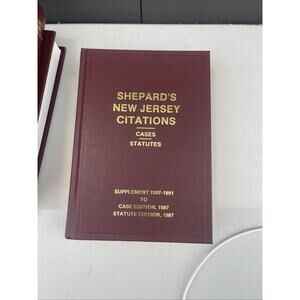 SHEPARD'S
NEW JERSEY
CITATIONS
CASES
STATUTES
SUPPLEMENT 1987-1991
TO
CASE EDITION, 1987
STATUTE EDITION, 1987